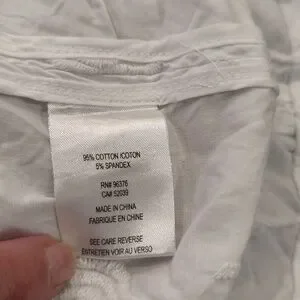 95% COTTON /COTON
5% SPANDEX
RN# 96376
CA# 52039
MADE IN CHINA
FABRIQUE EN CHINE
SEE CARE REVERSE
ENTRETIEN VOIR AU VERSO